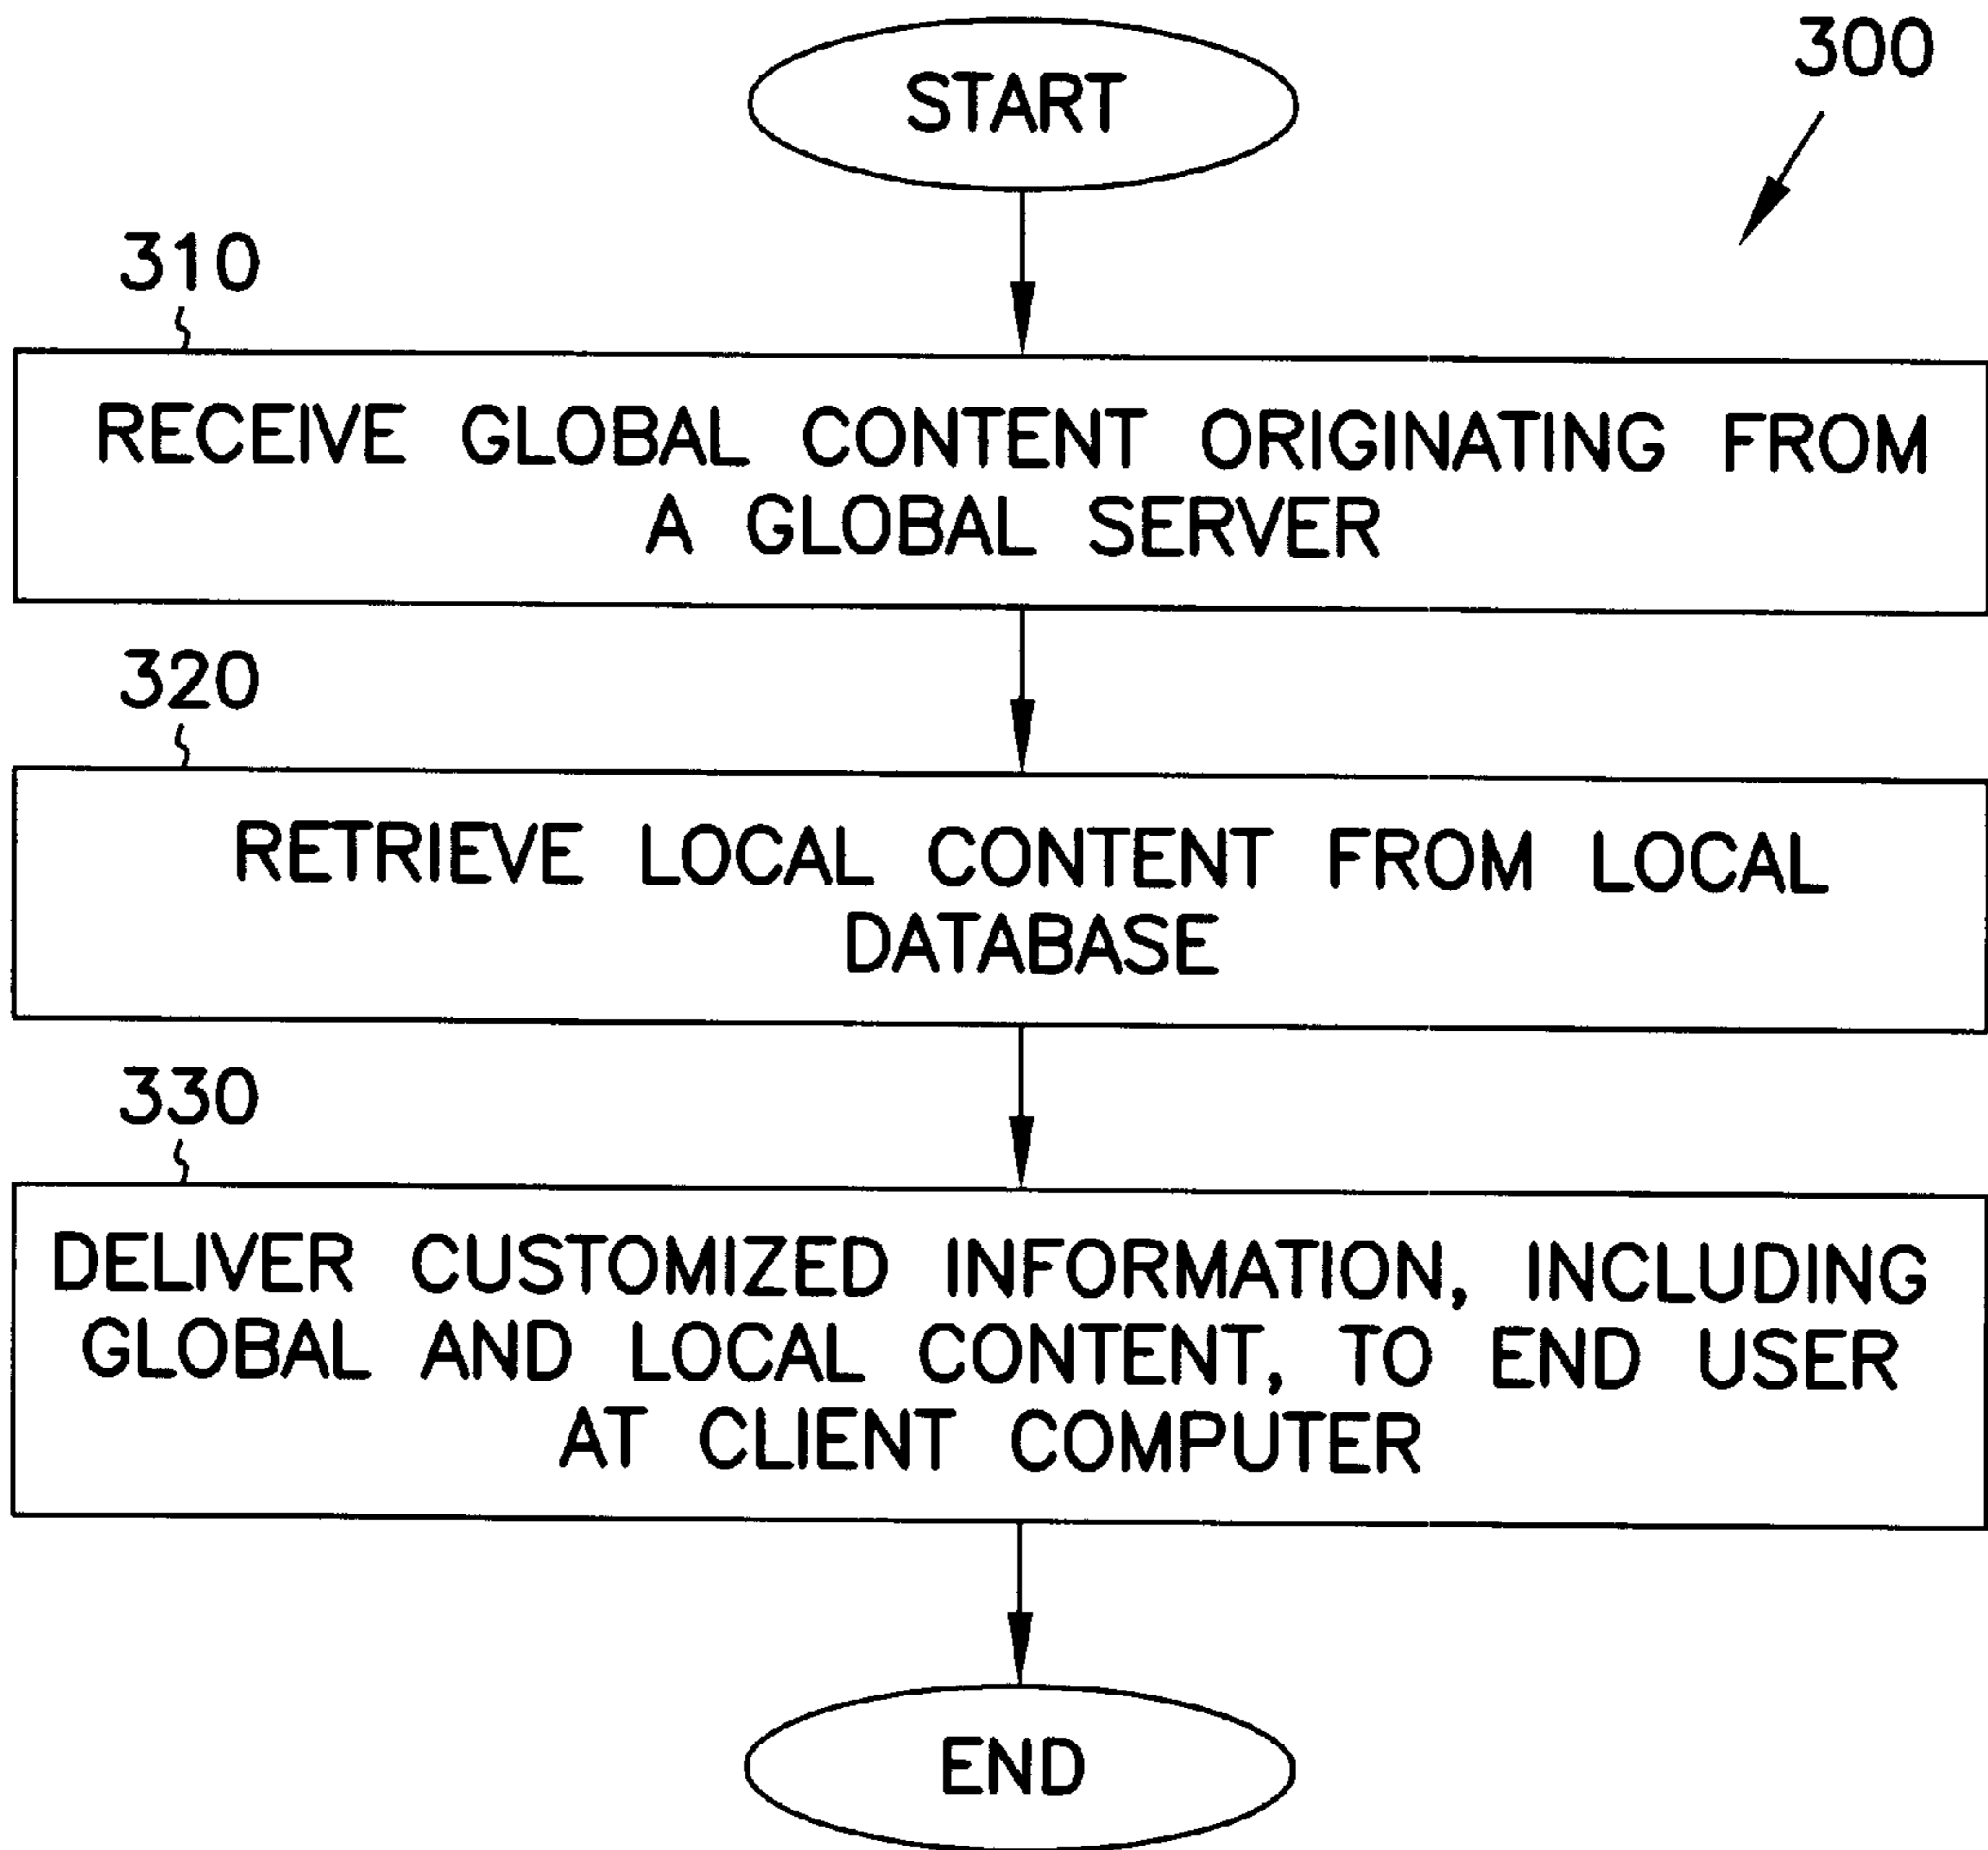 START
300
310
RECEIVE GLOBAL CONTENT ORIGINATING FROM
A GLOBAL SERVER
320
RETRIEVE LOCAL CONTENT FROM LOCAL
DATABASE
330
DELIVER CUSTOMIZED INFORMATION, INCLUDING
GLOBAL AND LOCAL CONTENT, TO END USER
AT CLIENT COMPUTER
END